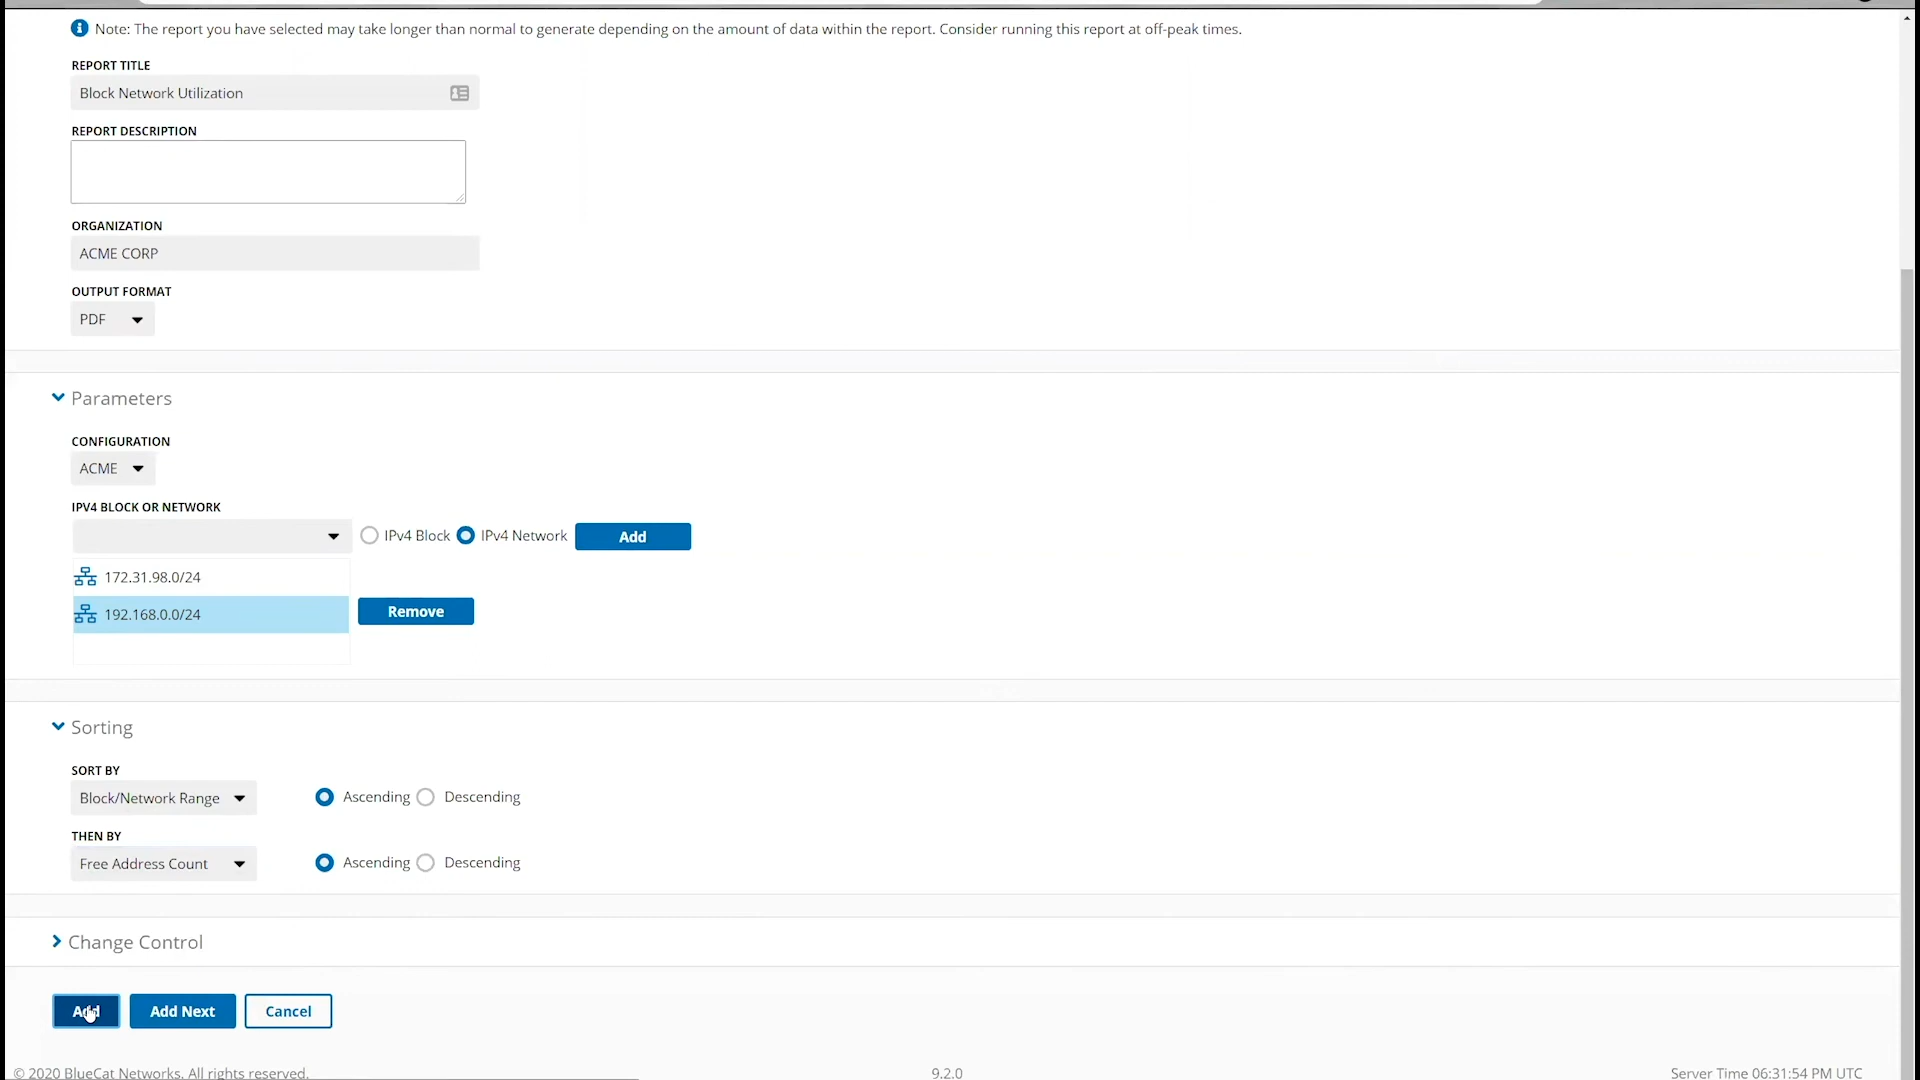 Note: The report you have selected may take longer than normal to generate depending on the amount of data within the report. Consider running this report at off-peak times.
REPORT TITLE
Block Network Utilization
REPORT DESCRIPTION
ORGANIZATION
ACME CORP
OUTPUT FORMAT
PDF
Parameters
CONFIGURATION
ACME
IPV4 BLOCK OR NETWORK
IPv4 Block IPv4 Network Add
172.31.98.0/24
192.168.0.0/24 Remove
Sorting
SORT BY
Block/Network Range Ascending Descending
THEN BY
Free Address Count Ascending Descending
Change Control
Add Add Next Cancel
© 2020 BlueCat Networks. All rights reserved. 9.2.0 Server Time 06:31:54 PM UTC